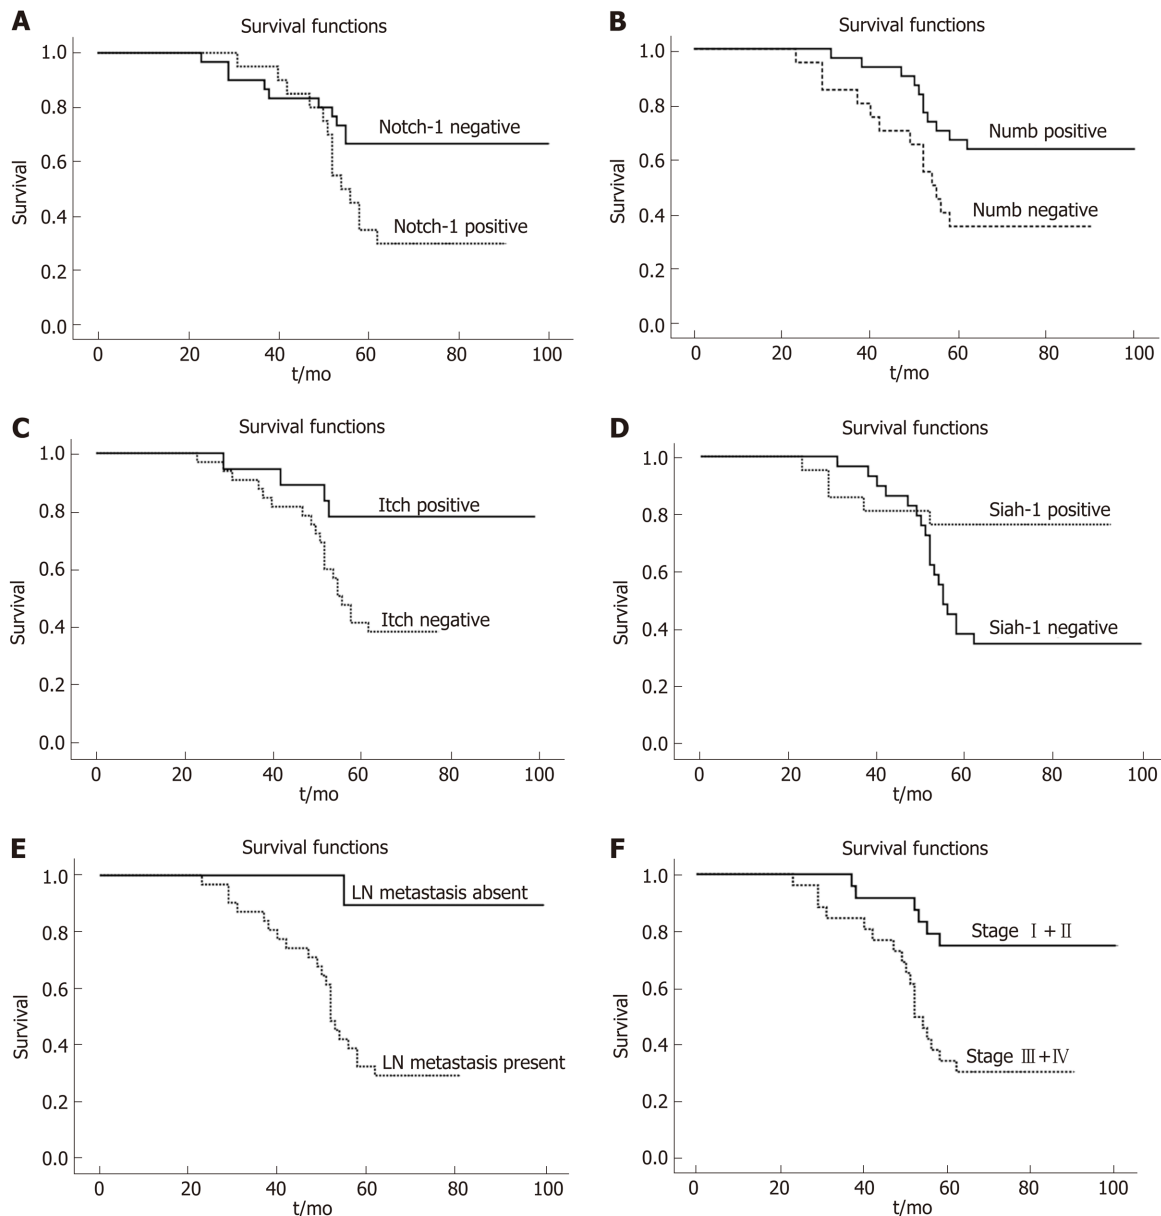 A
Survival functions
1.0
0.8
0.6
0.4
0.2
0.0
Survival
Notch-1 negative
Notch-1 positive
0 20 40 60 80 100
t/mo
B
Survival functions
1.0
0.8
0.6
0.4
0.2
0.0
Survival
Numb positive
Numb negative
0 20 40 60 80 100
t/mo
C
Survival functions
1.0
0.8
0.6
0.4
0.2
0.0
Survival
Itch positive
Itch negative
0 20 40 60 80 100
t/mo
D
Survival functions
1.0
0.8
0.6
0.4
0.2
0.0
Survival
Siah-1 positive
Siah-1 negative
0 20 40 60 80 100
t/mo
E
Survival functions
1.0
0.8
0.6
0.4
0.2
0.0
Survival
LN metastasis absent
LN metastasis present
0 20 40 60 80 100
t/mo
F
Survival functions
1.0
0.8
0.6
0.4
0.2
0.0
Survival
Stage Ⅰ+Ⅱ
Stage Ⅲ+Ⅳ
0 20 40 60 80 100
t/mo